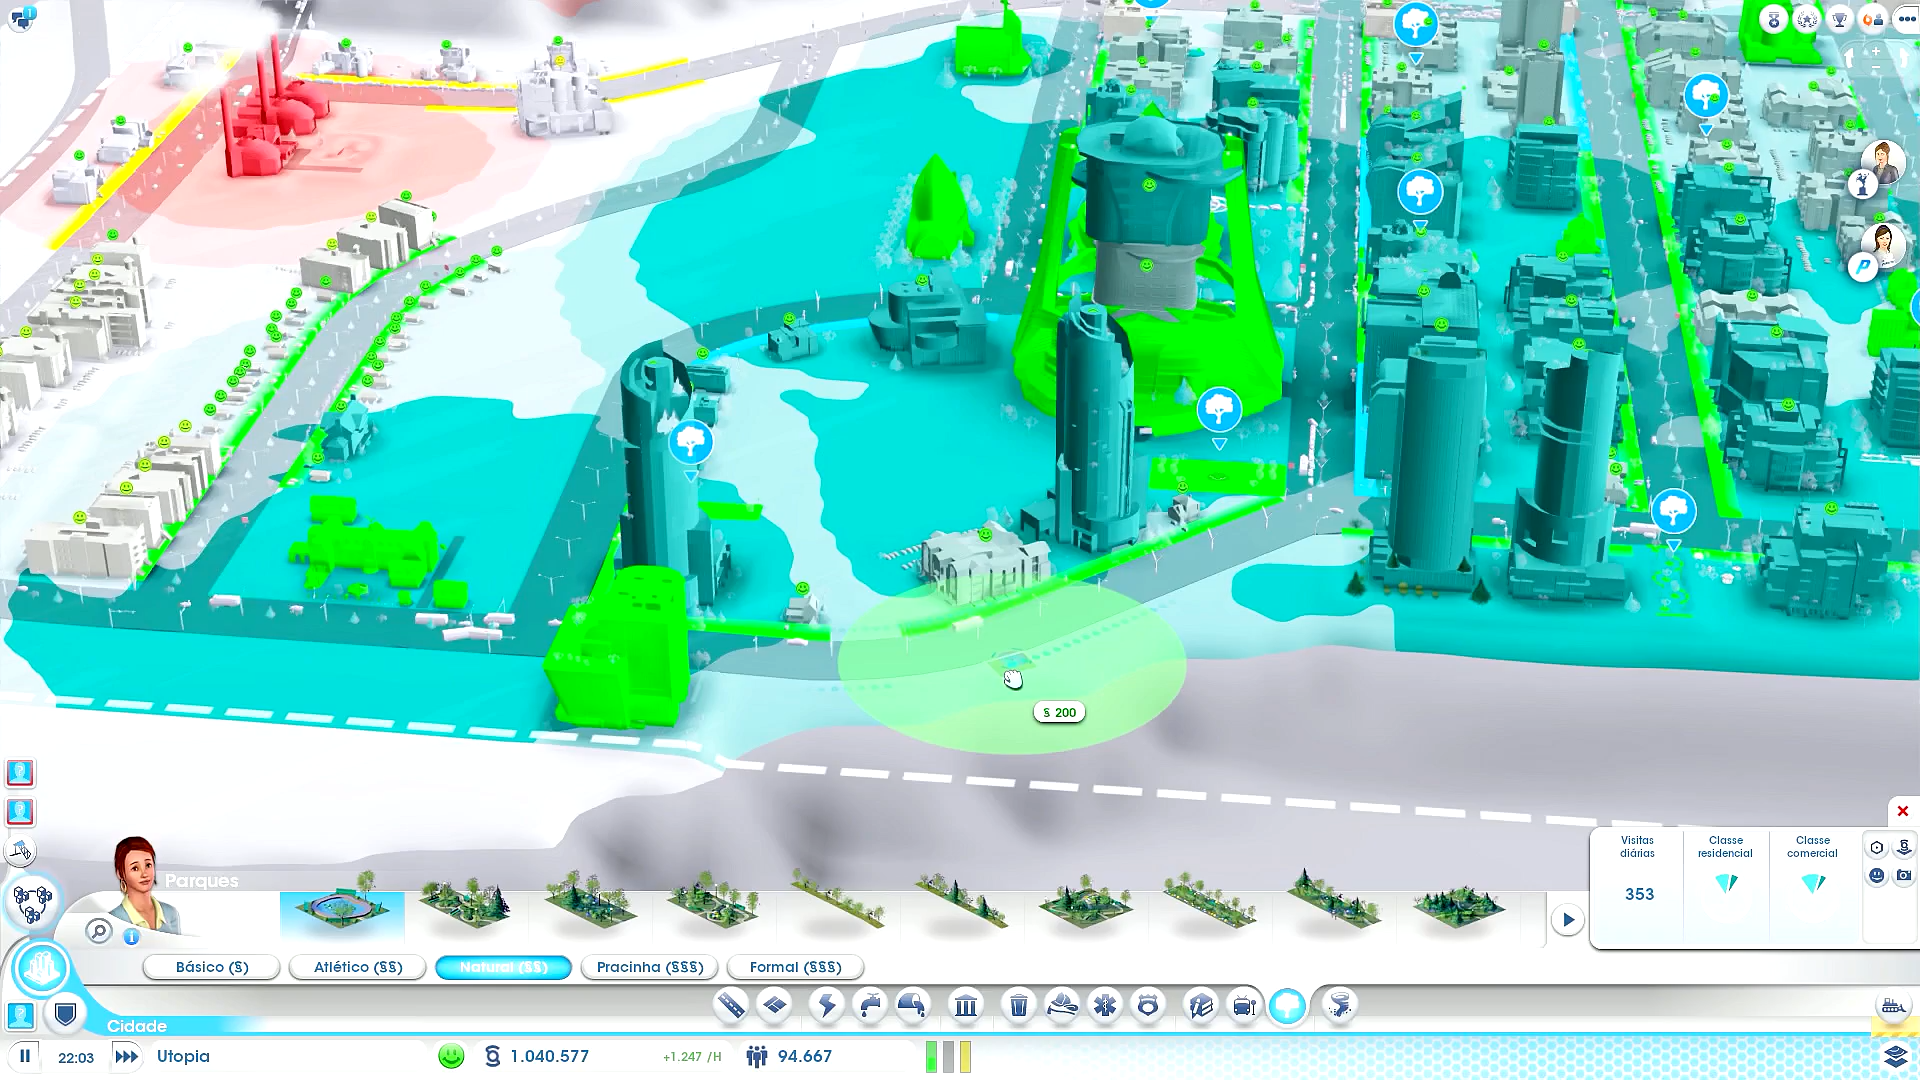 1
§ 200
Visitas diárias
Classe residencial
Classe comercial
353
Parques
Básico (§)
Atlético (§§)
Natural (§§)
Pracinha (§§§)
Formal (§§§)
Cidade
22:03
Utopia
1.040.577
+1.247 /H
94.667